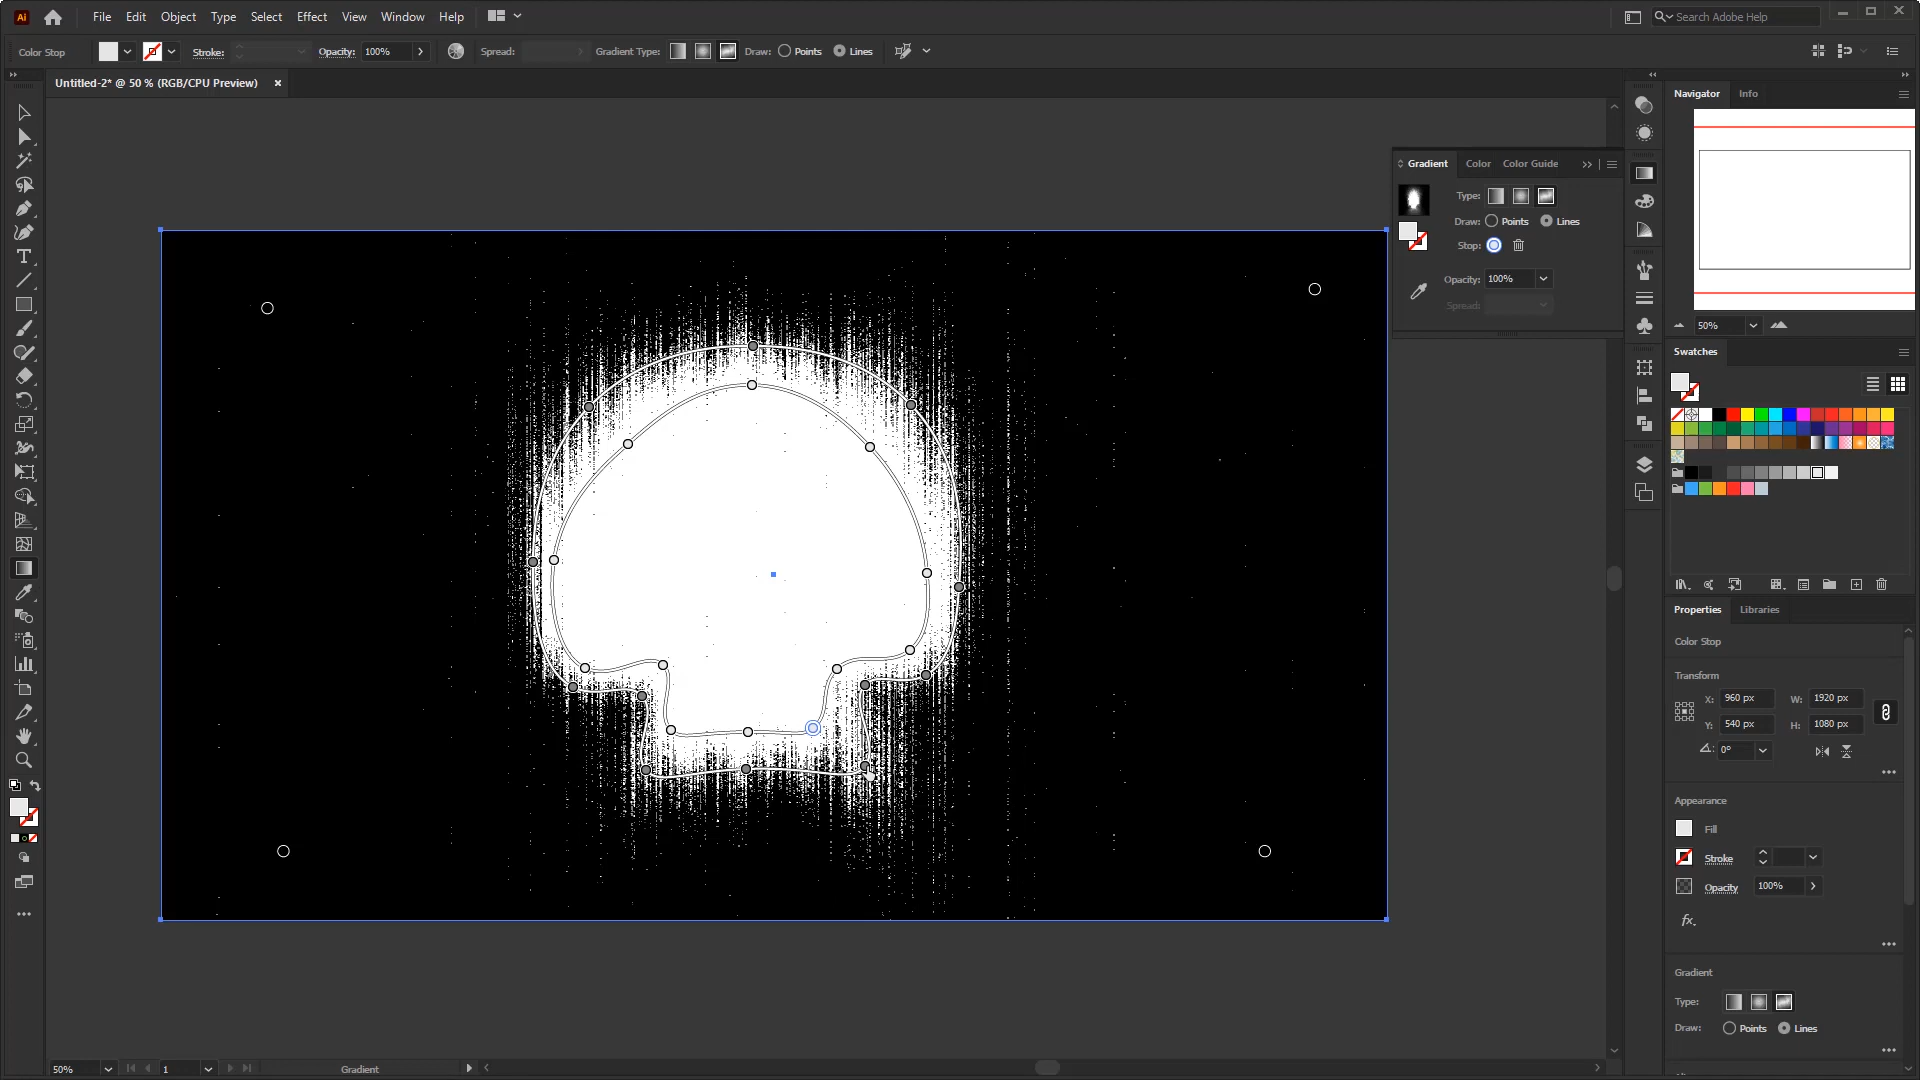 Ai File Edit Object Type Select Effect View Window Help Search Adobe Help
Color Stop Stroke: Opacity: 100% Spread: Gradient Type: Draw: Points Lines
Untitled-2* @ 50 % (RGB/CPU Preview)
Gradient Color Color Guide
Type:
Draw: Points Lines
Stop:
Opacity: 100%
Spread:
Navigator Info
50%
Swatches
Properties Libraries
Color Stop
Transform
X: 960 px W: 1920 px
Y: 540 px H: 1080 px
0°
Appearance
Fill
Stroke
Opacity 100%
fx.
Gradient
Type:
Draw: Points Lines
50% 1 Gradient